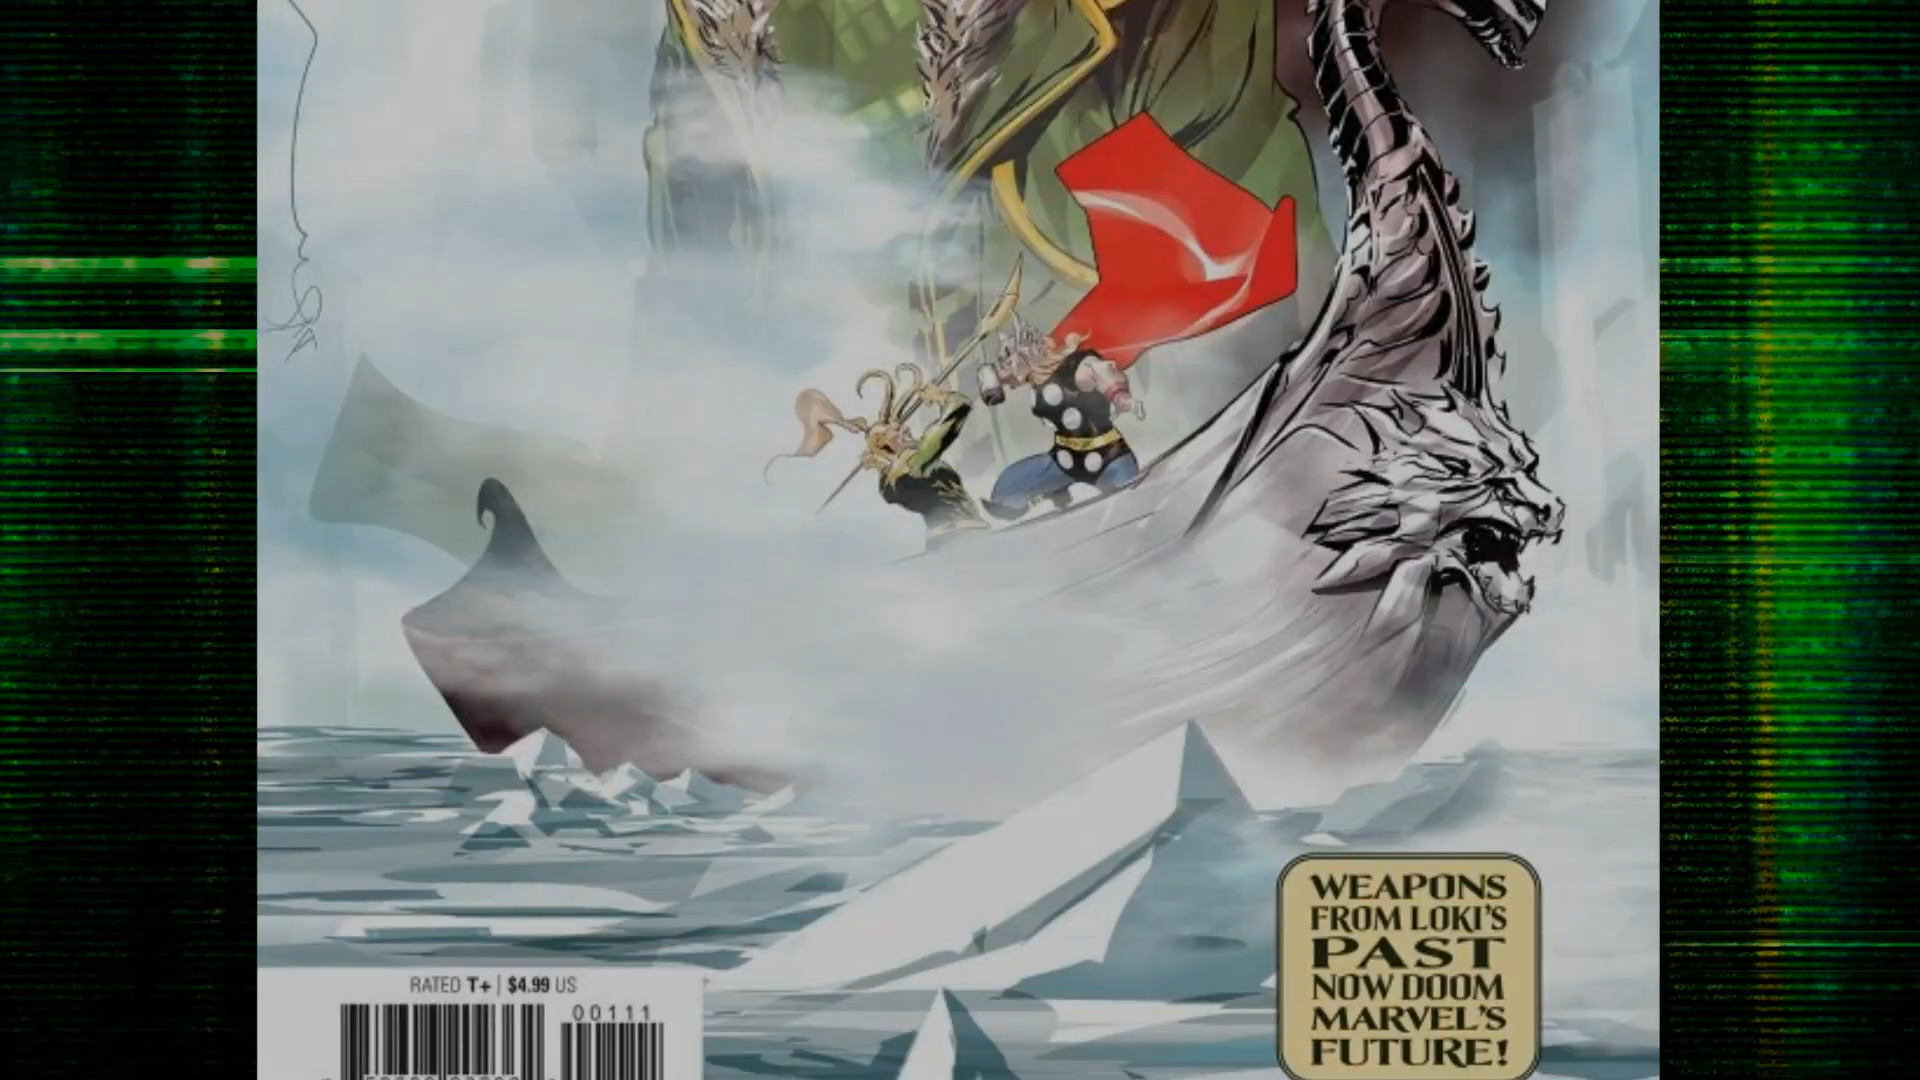 RATED T+ | $4.99 US
00111
WEAPONS
FROM LOKI'S
PAST
NOW DOOM
MARVEL'S
FUTURE!